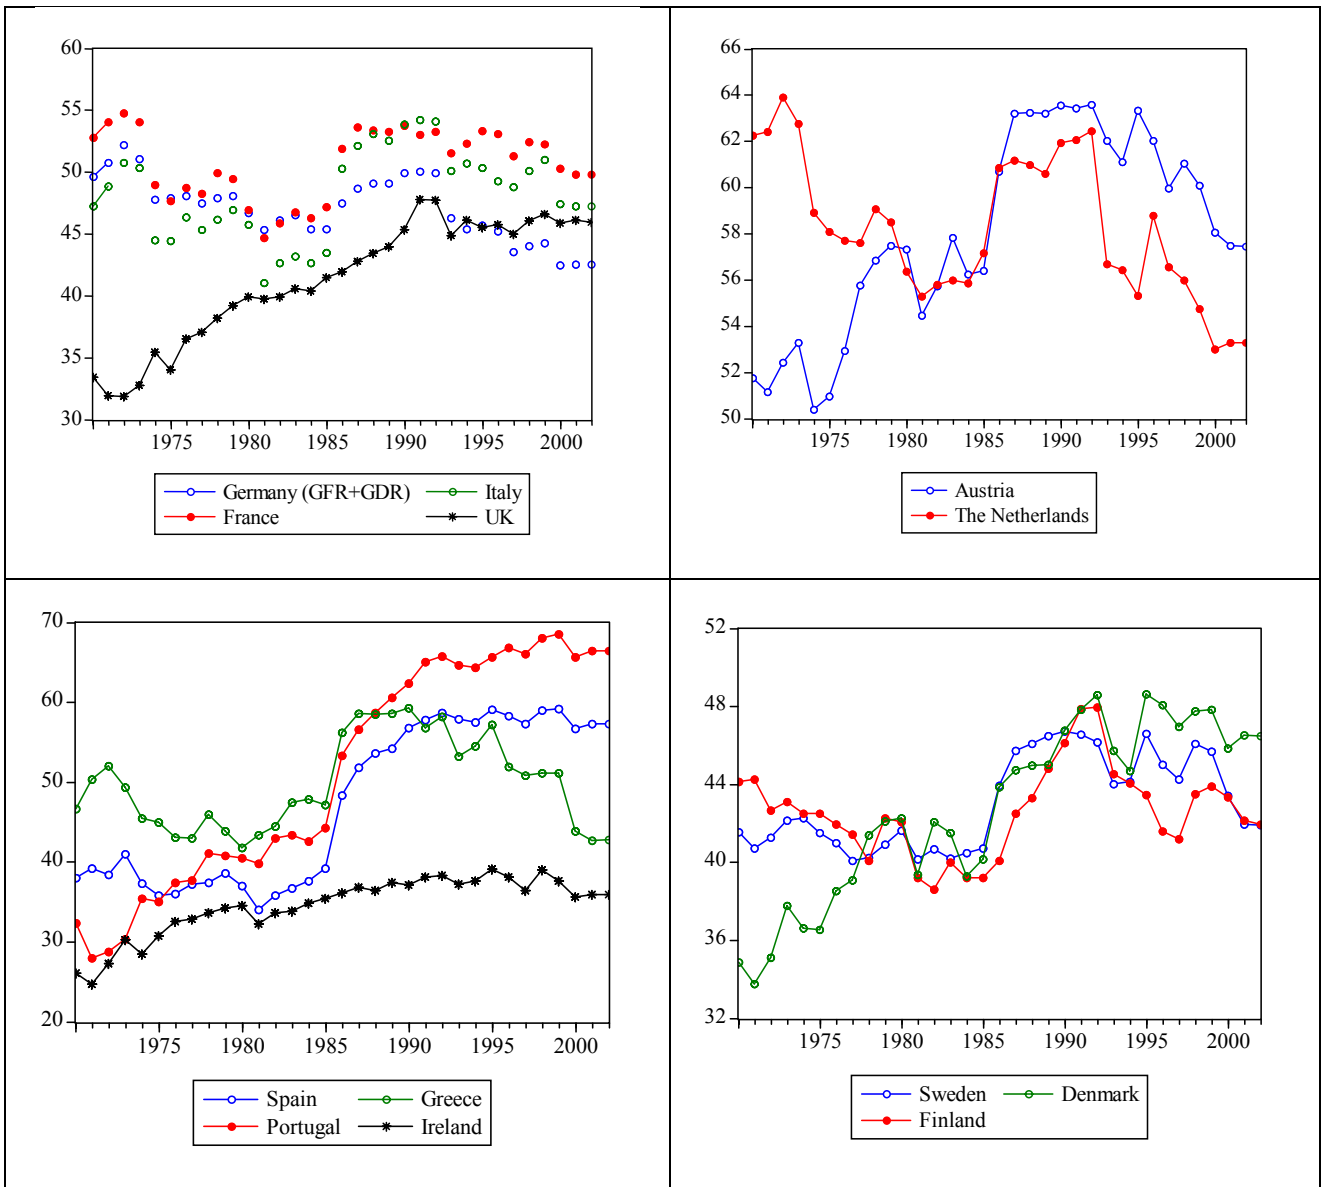 60
55
50
45
40
35
30
1975 1980 1985 1990 1995 2000
Germany (GFR+GDR) Italy
France UK
66
64
62
60
58
56
54
52
50
1975 1980 1985 1990 1995 2000
Austria
The Netherlands
70
60
50
40
30
20
1975 1980 1985 1990 1995 2000
Spain Greece
Portugal Ireland
52
48
44
40
36
32
1975 1980 1985 1990 1995 2000
Sweden Denmark
Finland